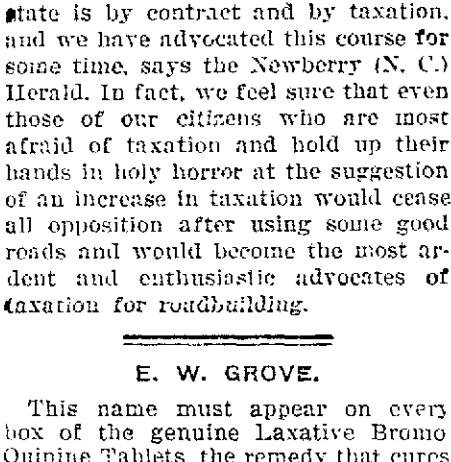 state is by contract and by taxation,
and we have advocated this course for
some time, says the Newberry (N. C.)
Herald. In fact, we feel sure that even
those of our citizens who are most
afraid of taxation and hold up their
hands in holy horror at the suggestion
of an increase in taxation would cease
all opposition after using some good
roads and would become the most ar-
dent and enthusiastic advocates of
taxation for roadbuilding.
E. W. GROVE.
This name must appear on every
box of the genuine Laxative Bromo
Quinine Tablets, the remedy that cures